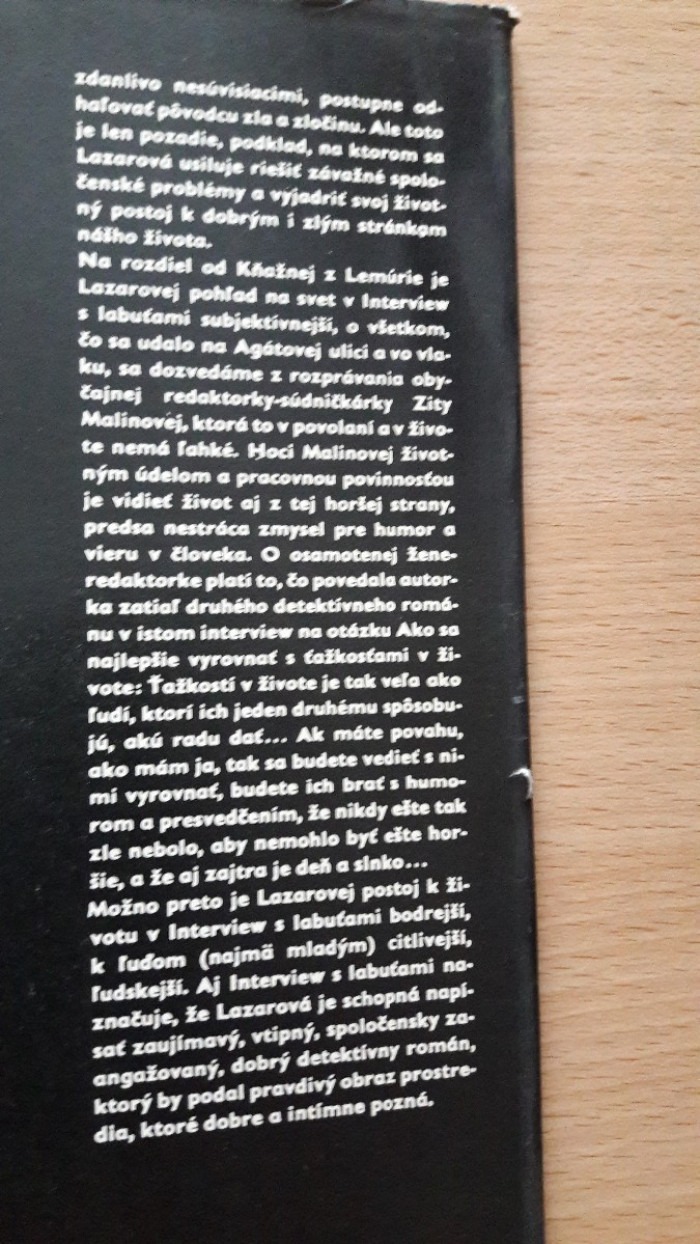 zdanlivo nesúvisiacimi, postupne od-
haľovať pôvodcu zla a zločinu. Ale toto
je len pozadie, podklad, na ktorom sa
Lazarová usiluje riešiť závažné spolo-
čenské problémy a vyjadriť svoj život-
ný postoj k dobrým i zlým stránkam
nášho života.
Na rozdiel od Kňažnej z Lemúrie je
Lazarovej pohľad na svet v Interview
s labuťami subjektívnejší, o všetkom,
čo sa udalo na Agátovej ulici a vo vla-
ku, sa dozvedáme z rozprávania oby-
čajnej redaktorky-súdničkárky Zity
Malinovej, ktorá to v povolaní a v živo-
te nemá ľahké. Hoci Malinovej život-
ným údelom a pracovnou povinnosťou
je vidieť život aj z tej horšej strany,
predsa nestráca zmysel pre humor a
vieru v človeka. O osamotenej žene-
redaktorke platí to, čo povedala autor-
ka zatiaľ druhého detektívneho romá-
nu v istom interview na otázku Ako sa
najlepšie vyrovnať s ťažkosťami v ži-
vote: Ťažkostí v živote je tak veľa ako
ľudí, ktorí ich jeden druhému spôsobu-
jú, akú radu dať... Ak máte povahu,
ako mám ja, tak sa budete vedieť s ni-
mi vyrovnať, budete ich brať s humo-
rom a presvedčením, že nikdy ešte tak
zle nebolo, aby nemohlo byť ešte hor-
šie, a že aj zajtra je deň a slnko...
Možno preto je Lazarovej postoj k ži-
votu v Interview s labuťami bodrejší,
k ľuďom (najmä mladým) citlivejší,
ľudskejší. Aj Interview s labuťami na-
značuje, že Lazarová je schopná napí-
sať zaujímavý, vtipný, spoločensky za-
angažovaný, dobrý detektívny román,
ktorý by podal pravdivý obraz prostre-
dia, ktoré dobre a intímne pozná.